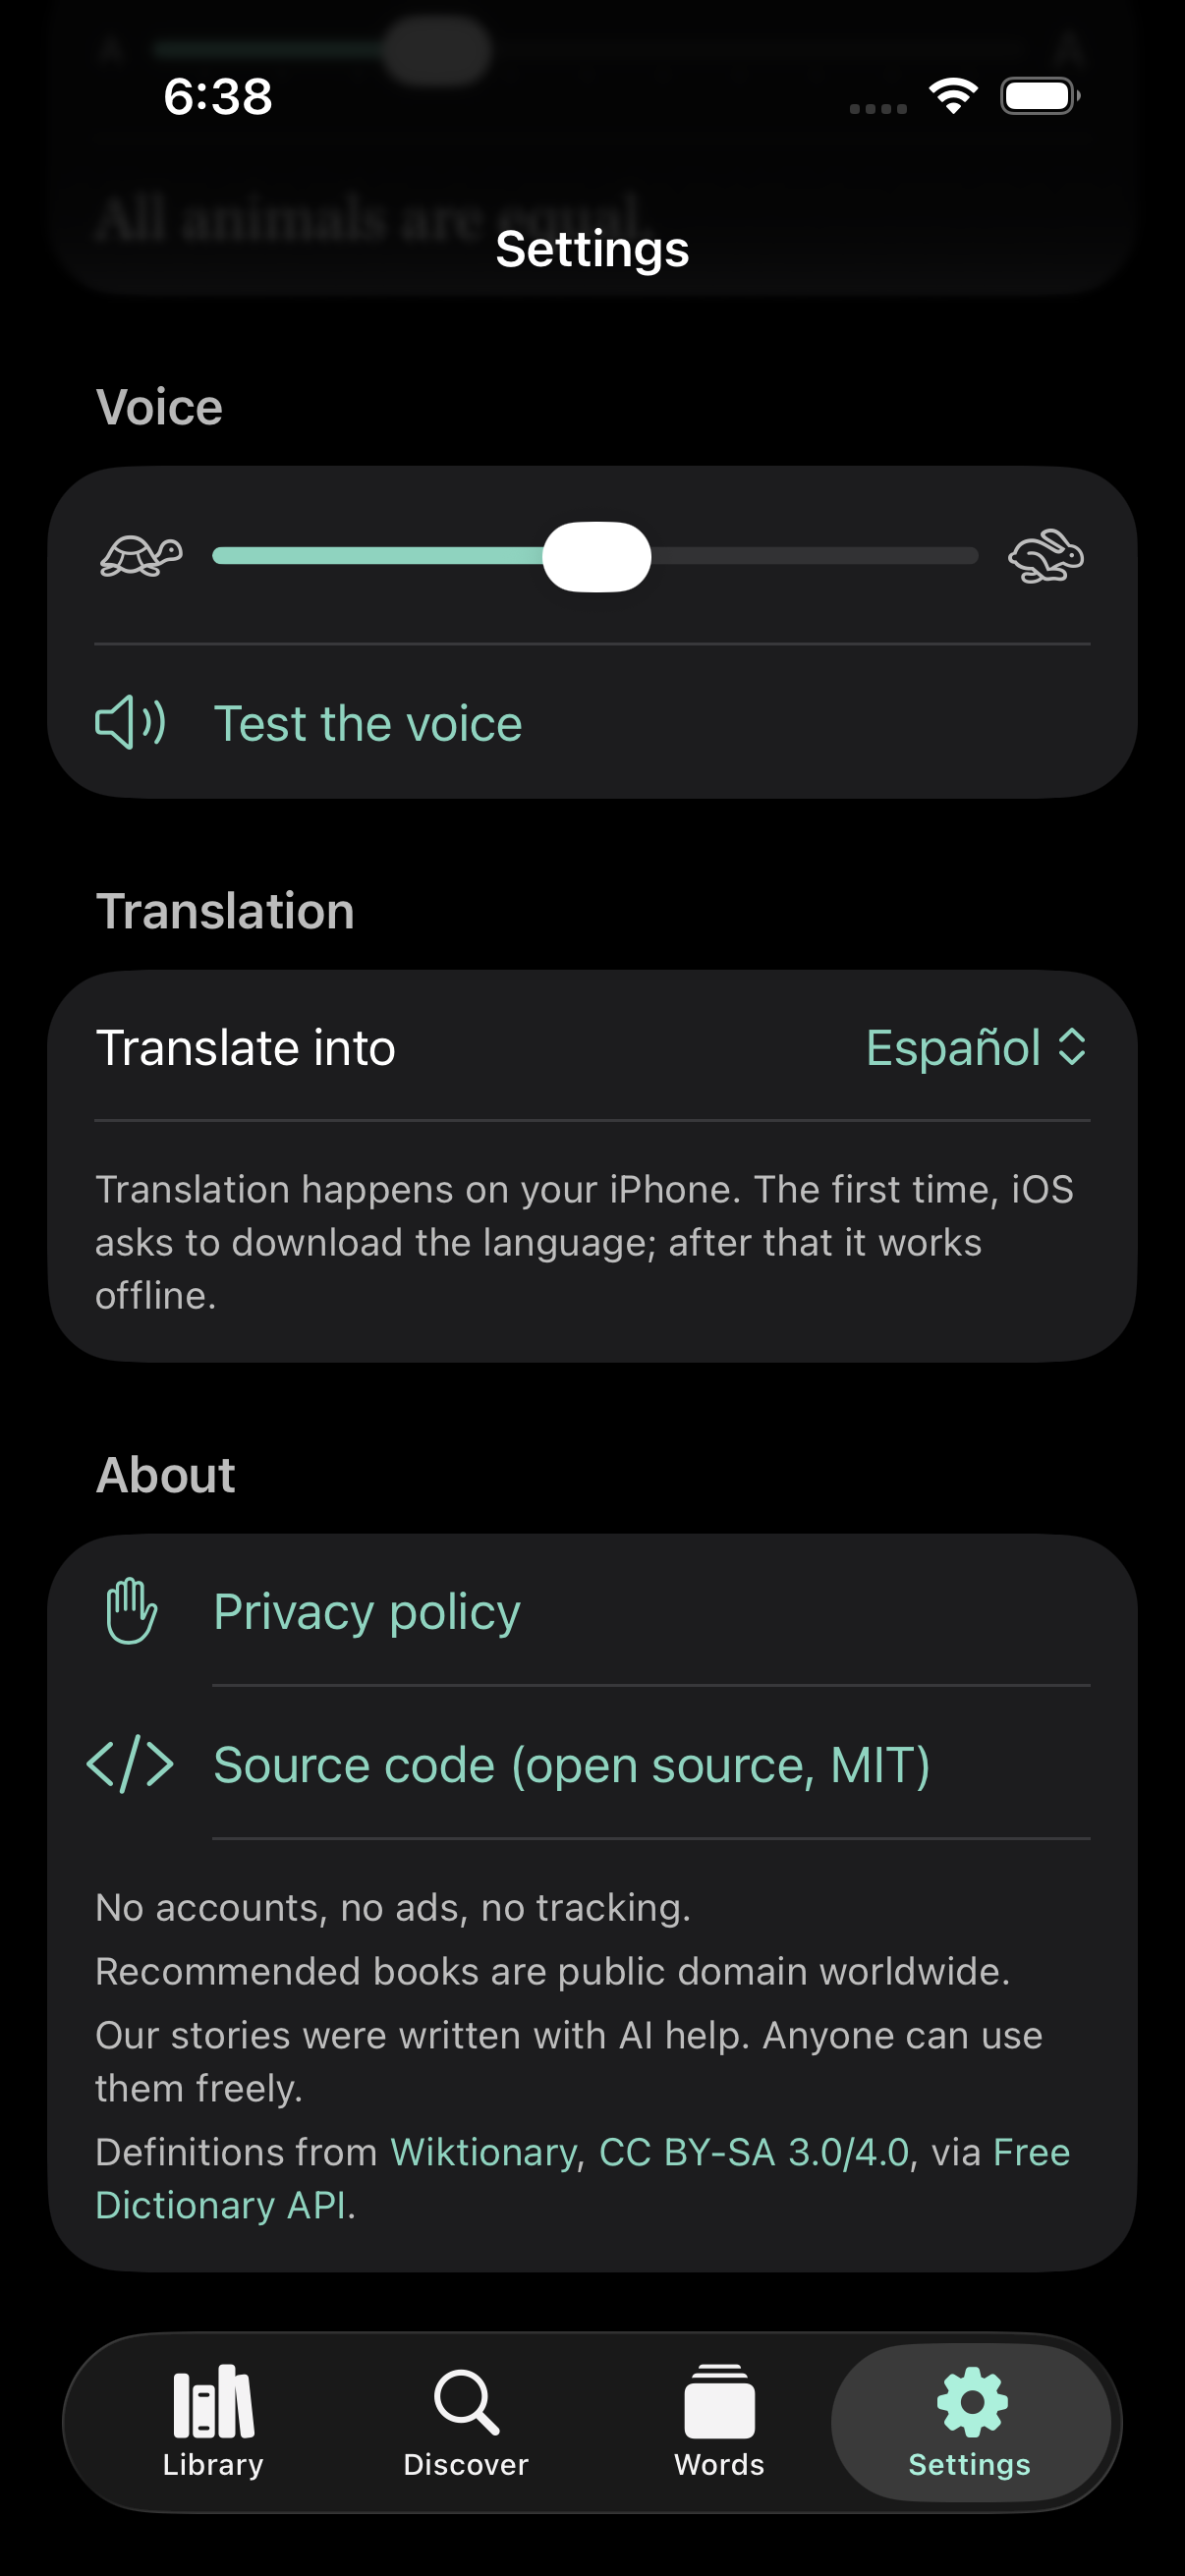 6:38
All animals are equal.
Settings
Voice
Test the voice
Translation
Translate into Español
Translation happens on your iPhone. The first time, iOS
asks to download the language; after that it works
offline.
About
Privacy policy
Source code (open source, MIT)
No accounts, no ads, no tracking.
Recommended books are public domain worldwide.
Our stories were written with AI help. Anyone can use
them freely.
Definitions from Wiktionary, CC BY-SA 3.0/4.0, via Free
Dictionary API.
Library Discover Words Settings